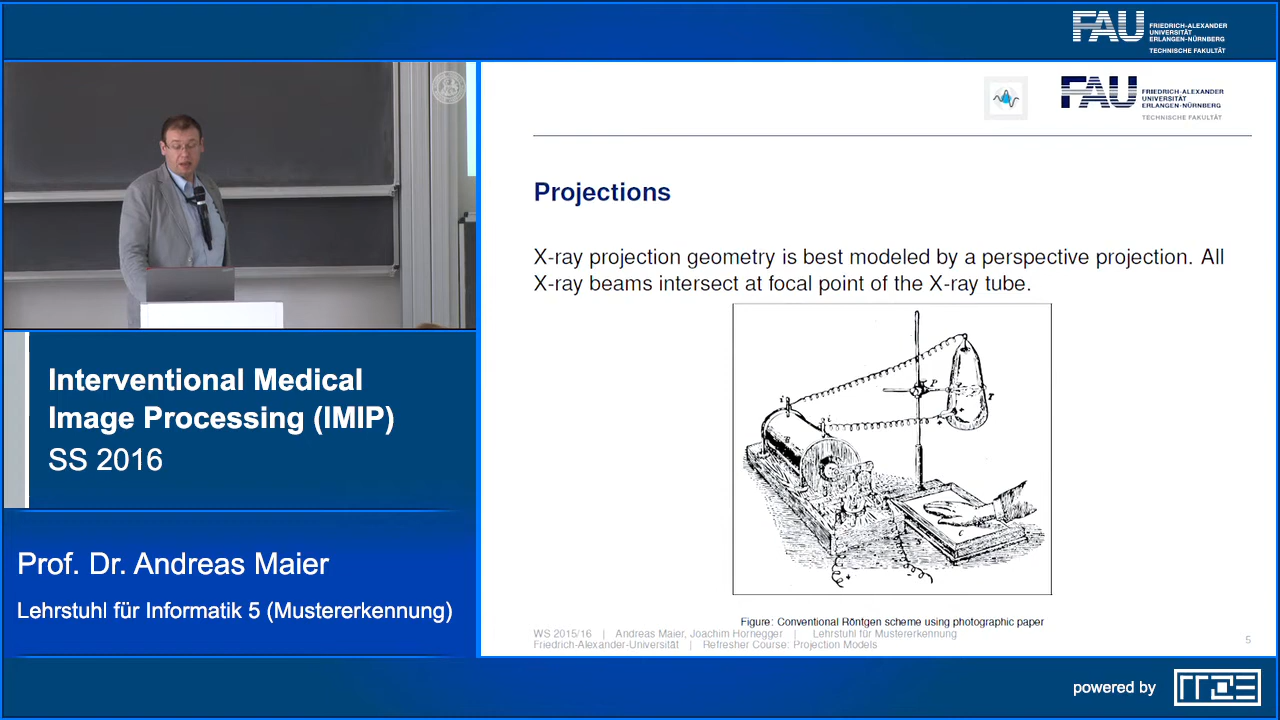 FAU
FRIEDRICH-ALEXANDER
UNIVERSITÄT
ERLANGEN-NÜRNBERG
TECHNISCHE FAKULTÄT
FAU
FRIEDRICH-ALEXANDER
UNIVERSITÄT
ERLANGEN-NÜRNBERG
TECHNISCHE FAKULTÄT
Projections
X-ray projection geometry is best modeled by a perspective projection. All
X-ray beams intersect at focal point of the X-ray tube.
Figure: Conventional Röntgen scheme using photographic paper
WS 2015/16 | Andreas Maier, Joachim Hornegger | Lehrstuhl für Mustererkennung
Friedrich-Alexander-Universität | Refresher Course: Projection Models
5
Interventional Medical
Image Processing (IMIP)
SS 2016
Prof. Dr. Andreas Maier
Lehrstuhl für Informatik 5 (Mustererkennung)
powered by